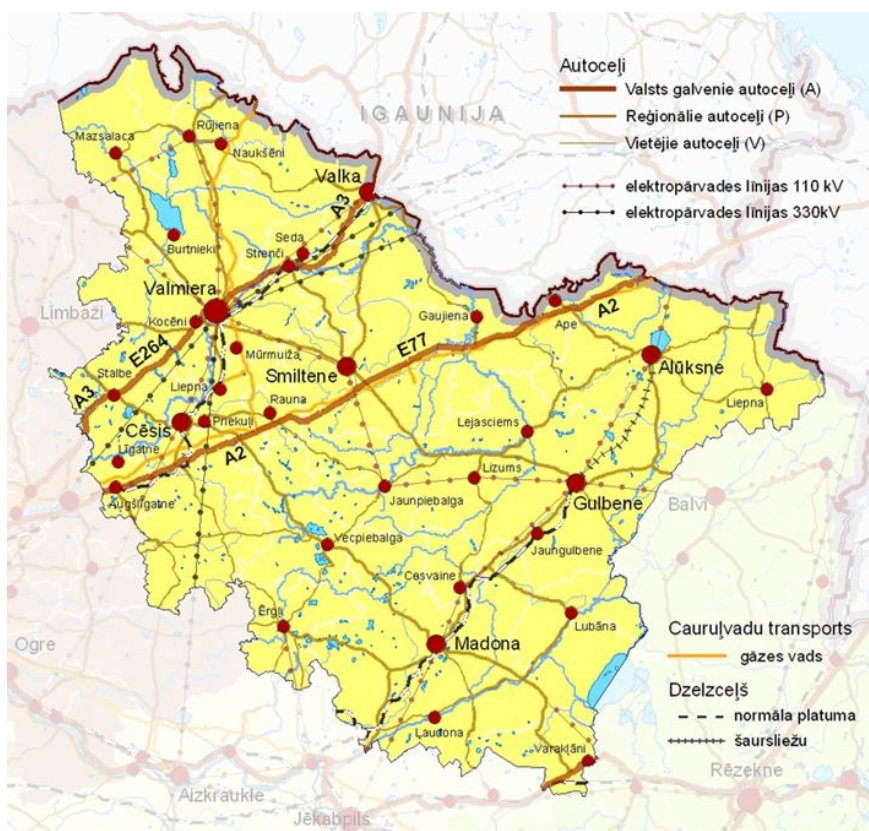 Autoceļi
Valsts galvenie autoceļi (A)
Reģionālie autoceļi (P)
Vietējie autoceļi (V)
elektropārvades līnijas 110 kV
elektropārvades līnijas 330kV
IGAUNIJA
Rūjiena
Mazsalaca
Naukšēni
Valka
A3
Seda
Strenči
Burtnieki
Valmiera
Limbaži
Kocēni
Gaujiena
Ape
A2
E77
Mūrmuiža
E264
Smiltene
Alūksne
Stalbe
Liepna
Liepna
A3
Rauna
Priekuļi
Cēsis
Lejasciems
A2
Līgatne
Lizums
Augšlīgatne
Jaunpiebalga
Gulbene
Balvi
Vecpiebalga
Jaungulbene
Cesvaine
Ērgļi
Lubāna
Cauruļvadu transports
Ogre
Madona
gāzes vads
Dzelzceļš
normāla platuma
Ļaudona
šaursliežu
Varakļāni
Rēzekne
Aizkraukle
Jēkabpils